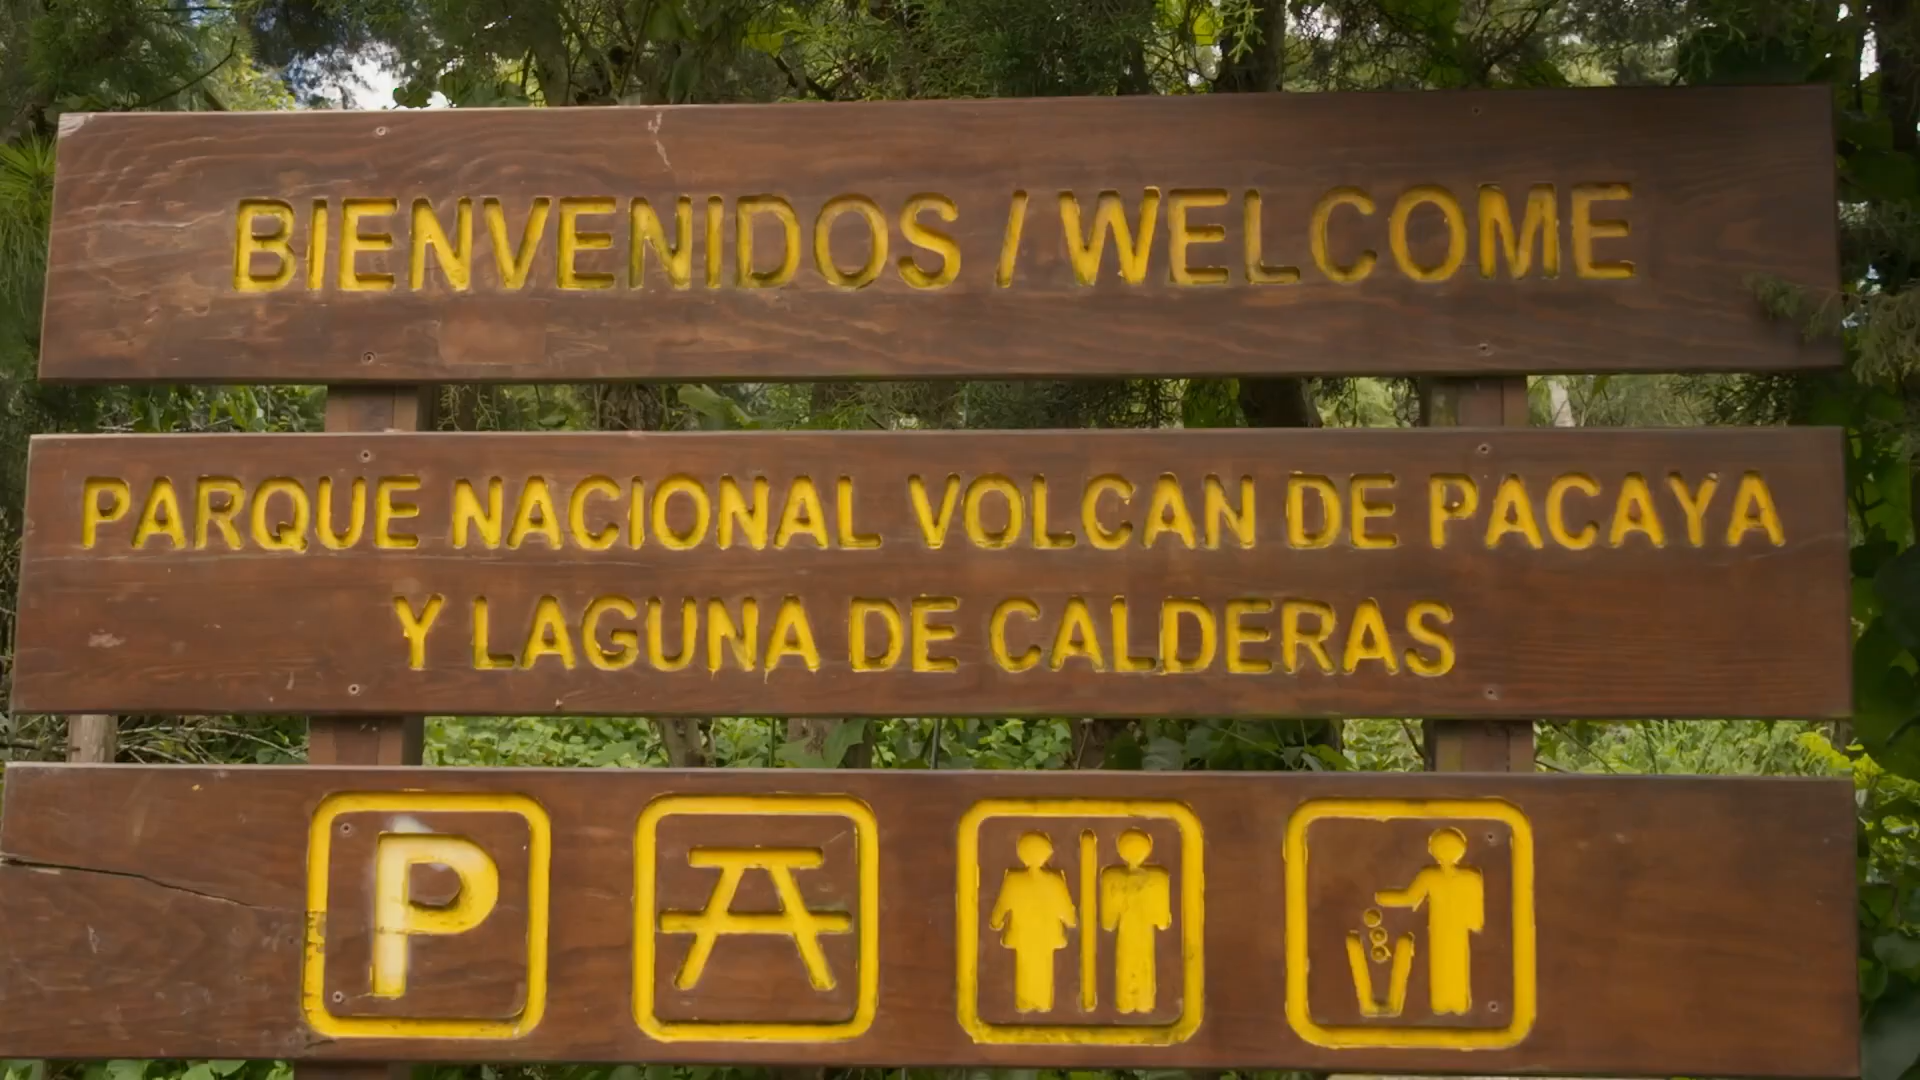 BIENVENIDOS / WELCOME
PARQUE NACIONAL VOLCAN DE PACAYA
Y LAGUNA DE CALDERAS
P